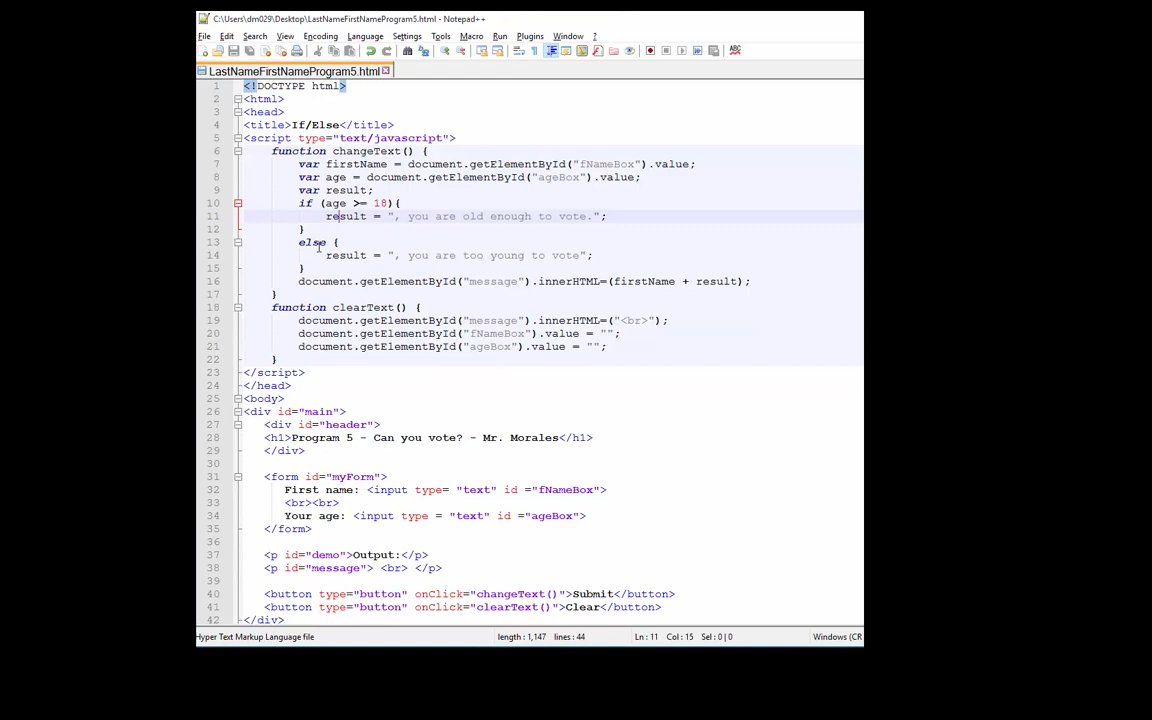 C:\Users\dm029\Desktop\LastNameFirstNameProgram5.html - Notepad++
File Edit Search View Encoding Language Settings Tools Macro Run Plugins Window ?
LastNameFirstNameProgram5.html
1 <!DOCTYPE html>
2 <html>
3 <head>
4 <title>If/Else</title>
5 <script type="text/javascript">
6 function changeText() {
7 var firstName = document.getElementById("fNameBox").value;
8 var age = document.getElementById("ageBox").value;
9 var result;
10 if (age >= 18){
11 result = ", you are old enough to vote.";
12 }
13 else {
14 result = ", you are too young to vote";
15 }
16 document.getElementById("message").innerHTML=(firstName + result);
17 }
18 function clearText() {
19 document.getElementById("message").innerHTML=("<br>");
20 document.getElementById("fNameBox").value = "";
21 document.getElementById("ageBox").value = "";
22 }
23 </script>
24 </head>
25 <body>
26 <div id="main">
27 <div id="header">
28 <h1>Program 5 - Can you vote? - Mr. Morales</h1>
29 </div>
30
31 <form id="myForm">
32 First name: <input type= "text" id ="fNameBox">
33 <br><br>
34 Your age: <input type = "text" id ="ageBox">
35 </form>
36
37 <p id="demo">Output:</p>
38 <p id="message"> <br> </p>
39
40 <button type="button" onClick="changeText()">Submit</button>
41 <button type="button" onClick="clearText()">Clear</button>
42 </div>
Hyper Text Markup Language file length : 1,147 lines : 44 Ln : 11 Col : 15 Sel : 0 | 0 Windows (CR